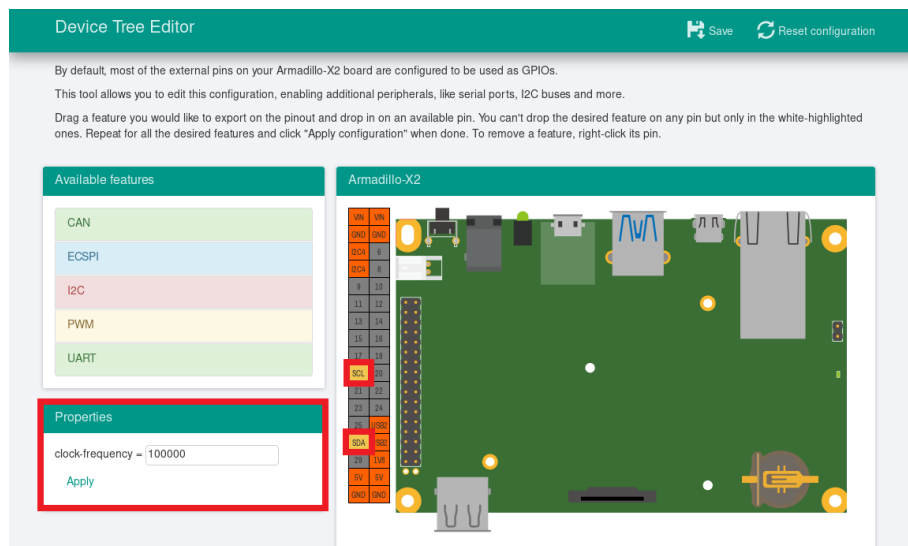 Device Tree Editor
Save
Reset configuration
By default, most of the external pins on your Armadillo-X2 board are configured to be used as GPIOs.
This tool allows you to edit this configuration, enabling additional peripherals, like serial ports, I2C buses and more.
Drag a feature you would like to export on the pinout and drop in on an available pin. You can't drop the desired feature on any pin but only in the white-highlighted
ones. Repeat for all the desired features and click "Apply configuration" when done. To remove a feature, right-click its pin.
Available features
CAN
ECSPI
I2C
PWM
UART
Properties
clock-frequency = 100000
Apply
Armadillo-X2
VIN VIN
GND GND
I2C4 6
I2C4 8
9 10
11 12
13 14
15 16
17 18
SCL 20
21 22
23 24
25 USB2
SDA USB2
29 1V8
5V 5V
GND GND